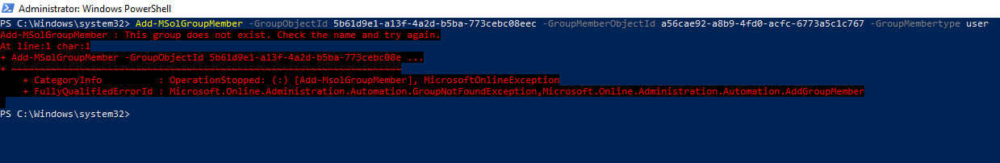 Administrator: Windows PowerShell
PS C:\Windows\system32> Add-MSolGroupMember -GroupObjectId 5b61d9e1-a13f-4a2d-b5ba-773cebc08eec -GroupMemberObjectId a56cae92-a8b9-4fd0-acfc-6773a5c1c767 -GroupMembertype user
Add-MSolGroupMember : This group does not exist. Check the name and try again.
At line:1 char:1
+ Add-MSolGroupMember -GroupObjectId 5b61d9e1-a13f-4a2d-b5ba-773cebc08e ...
+ ~~~~~~~~~~~~~~~~~~~~~~~~~~~~~~~~~~~~~~~~~~~~~~~~~~~~~~~~~~~~~~~~~~~~~
+ CategoryInfo : OperationStopped: (:) [Add-MsolGroupMember], MicrosoftOnlineException
+ FullyQualifiedErrorId : Microsoft.Online.Administration.Automation.GroupNotFoundException,Microsoft.Online.Administration.Automation.AddGroupMember
PS C:\Windows\system32>